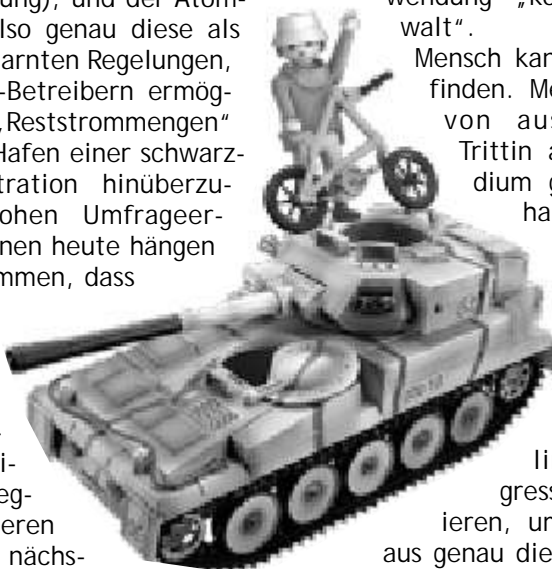 ung), und der Atom-
lso genau diese als
arnten Regelungen,
-Betreibern ermög-
„Reststrommengen“
Hafen einer schwarz-
tration hinüberzu-
ohen Umfrageer-
nen heute hängen
mmen, dass
i-
eg-
eren
nächs-
wendung
walt“.
Mensch kan
finden. Me
von aus
Trittin a
dium g
ha
li
gress
ieren, un
aus genau die